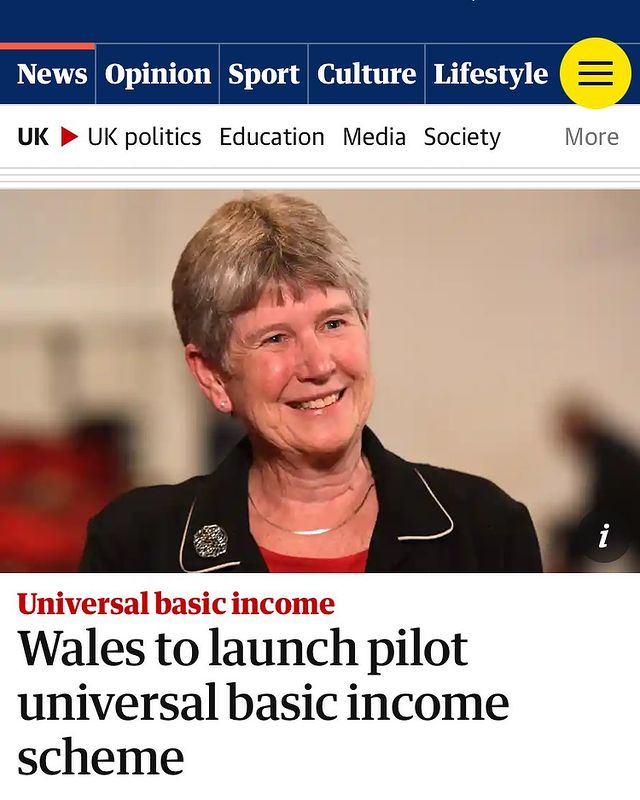 News Opinion Sport Culture Lifestyle
UK UK politics Education Media Society More
i
Universal basic income
Wales to launch pilot
universal basic income
scheme